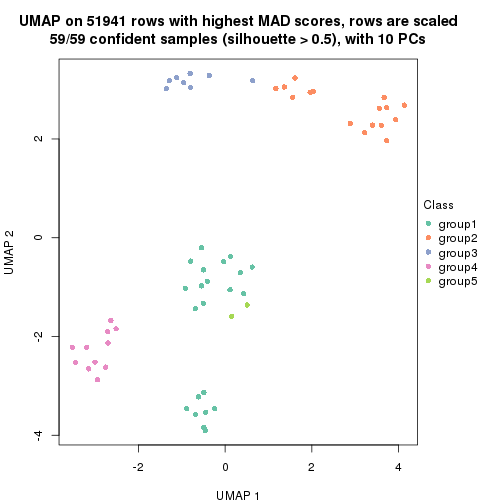 UMAP on 51941 rows with highest MAD scores, rows are scaled
59/59 confident samples (silhouette > 0.5), with 10 PCs
2
0
-2
-4
UMAP 2
-2
0
2
4
UMAP 1
Class
group1
group2
group3
group4
group5